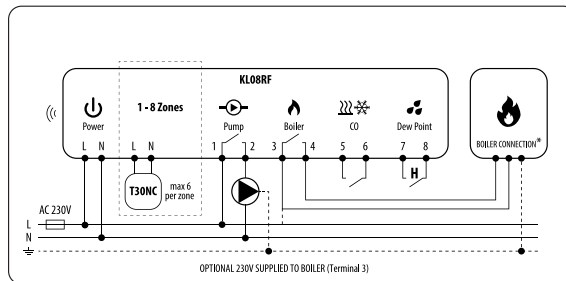 KL08RF
1 - 8 Zones
Power
Pump
Boiler
CO
Dew Point
L N L N 1 2 3 4 5 6 7 8
BOILER CONNECTION*
T30NC
max 6
per zone
H
AC 230V
L
N
OPTIONAL 230V SUPPLIED TO BOILER (Terminal 3)